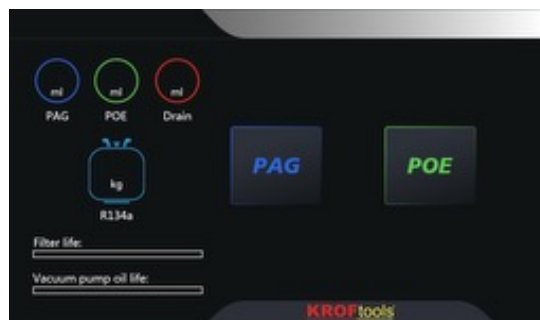 ml ml ml
PAG POE Drain
kg
R134a
PAG POE
Filter life:
Vacuum pump oil life:
KROFtools